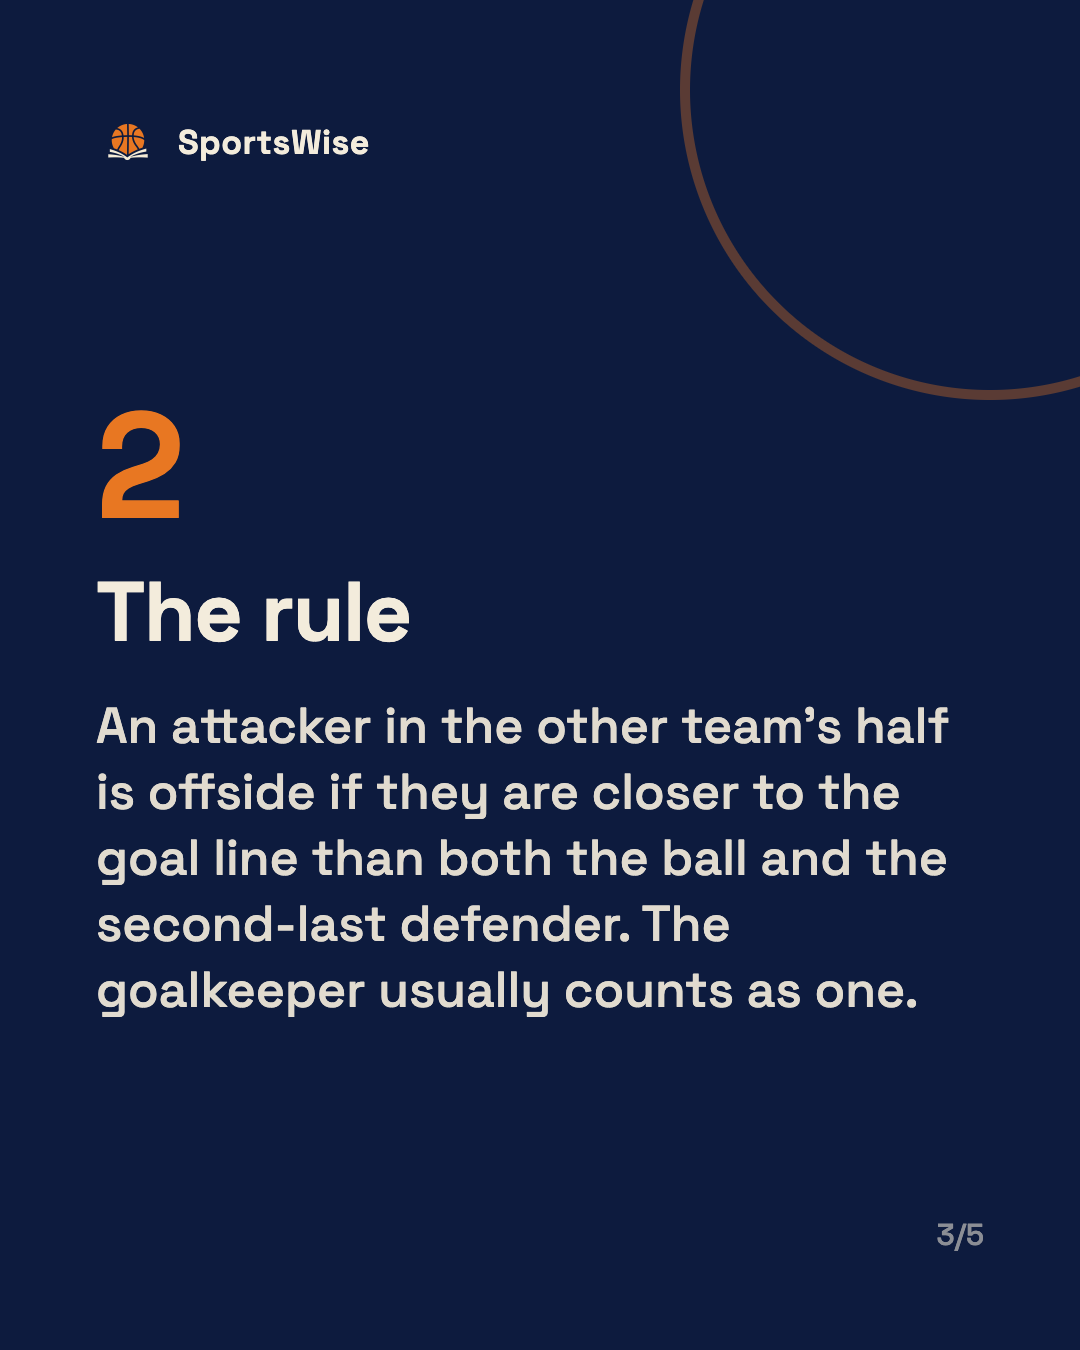 SportsWise
2
The rule
An attacker in the other team’s half
is offside if they are closer to the
goal line than both the ball and the
second-last defender. The
goalkeeper usually counts as one.
3/5